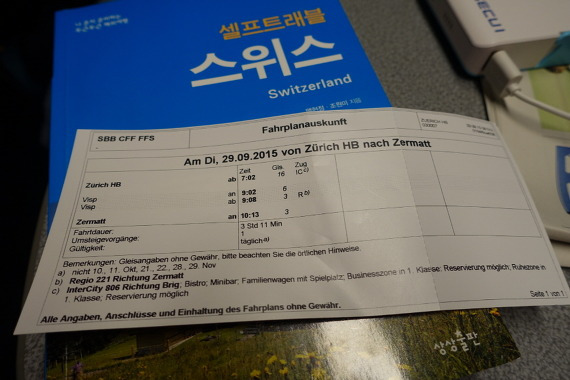 셀프트래블
스위스
Switzerland
SBB CFF FFS
Fahrplanauskunft
ZUERICH HB
Am Di, 29.09.2015 von Zürich HB nach Zermatt
Zeit Gls. Zug
Zürich HB ab 7:02 16 IC c)
Visp an 9:02 6
Visp ab 9:08 3 R b)
Zermatt an 10:13 3
Fahrtdauer: 3 Std 11 Min
Umsteigevorgänge: 1
Gültigkeit: täglich a)
Bemerkungen: Gleisangaben ohne Gewähr, bitte beachten Sie die örtlichen Hinweise.
a) nicht 10., 11. Okt, 21., 22., 28., 29. Nov
b) Regio 221 Richtung Zermatt
c) InterCity 806 Richtung Brig, Bistro; Minibar; Familienwagen mit Spielplatz; Businesszone in 1. Klasse: Reservierung möglich; Ruhezone in
1. Klasse; Reservierung möglich
Seite 1 von 1
Alle Angaben, Anschlüsse und Einhaltung des Fahrplans ohne Gewähr.
상상출판